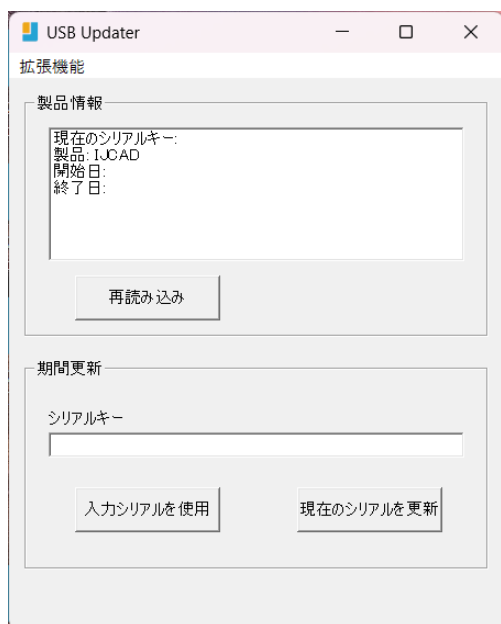 USB Updater
拡張機能
製品情報
現在のシリアルキー:
製品: IJCAD
開始日:
終了日:
再読み込み
期間更新
シリアルキー
入力シリアルを使用
現在のシリアルを更新